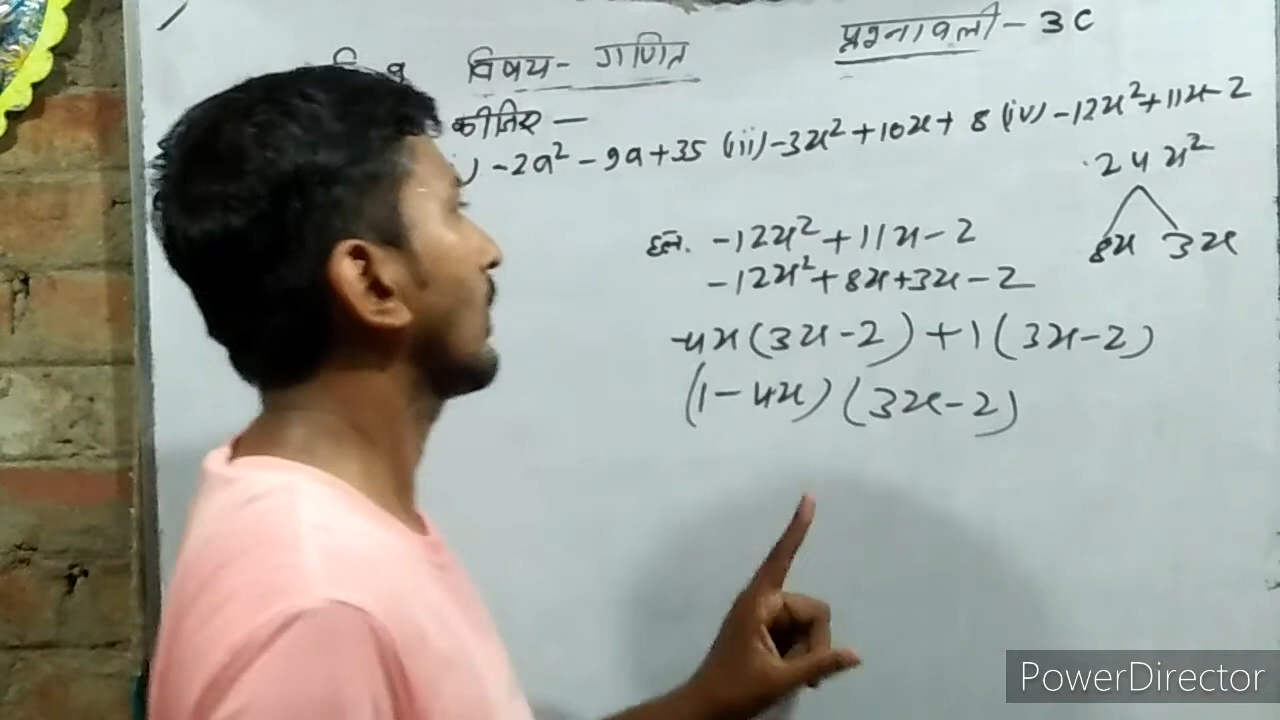 विषय- गणित प्रश्नावली - 3C
कीजिए —
-2a² - 9a + 35 (iii) -3x² + 10x + 8 (iv) -12x² + 11x - 2
24x²
8x 3x
हल. -12x² + 11x - 2
-12x² + 8x + 3x - 2
-4x(3x-2) + 1(3x-2)
(1-4x)(3x-2)
PowerDirector